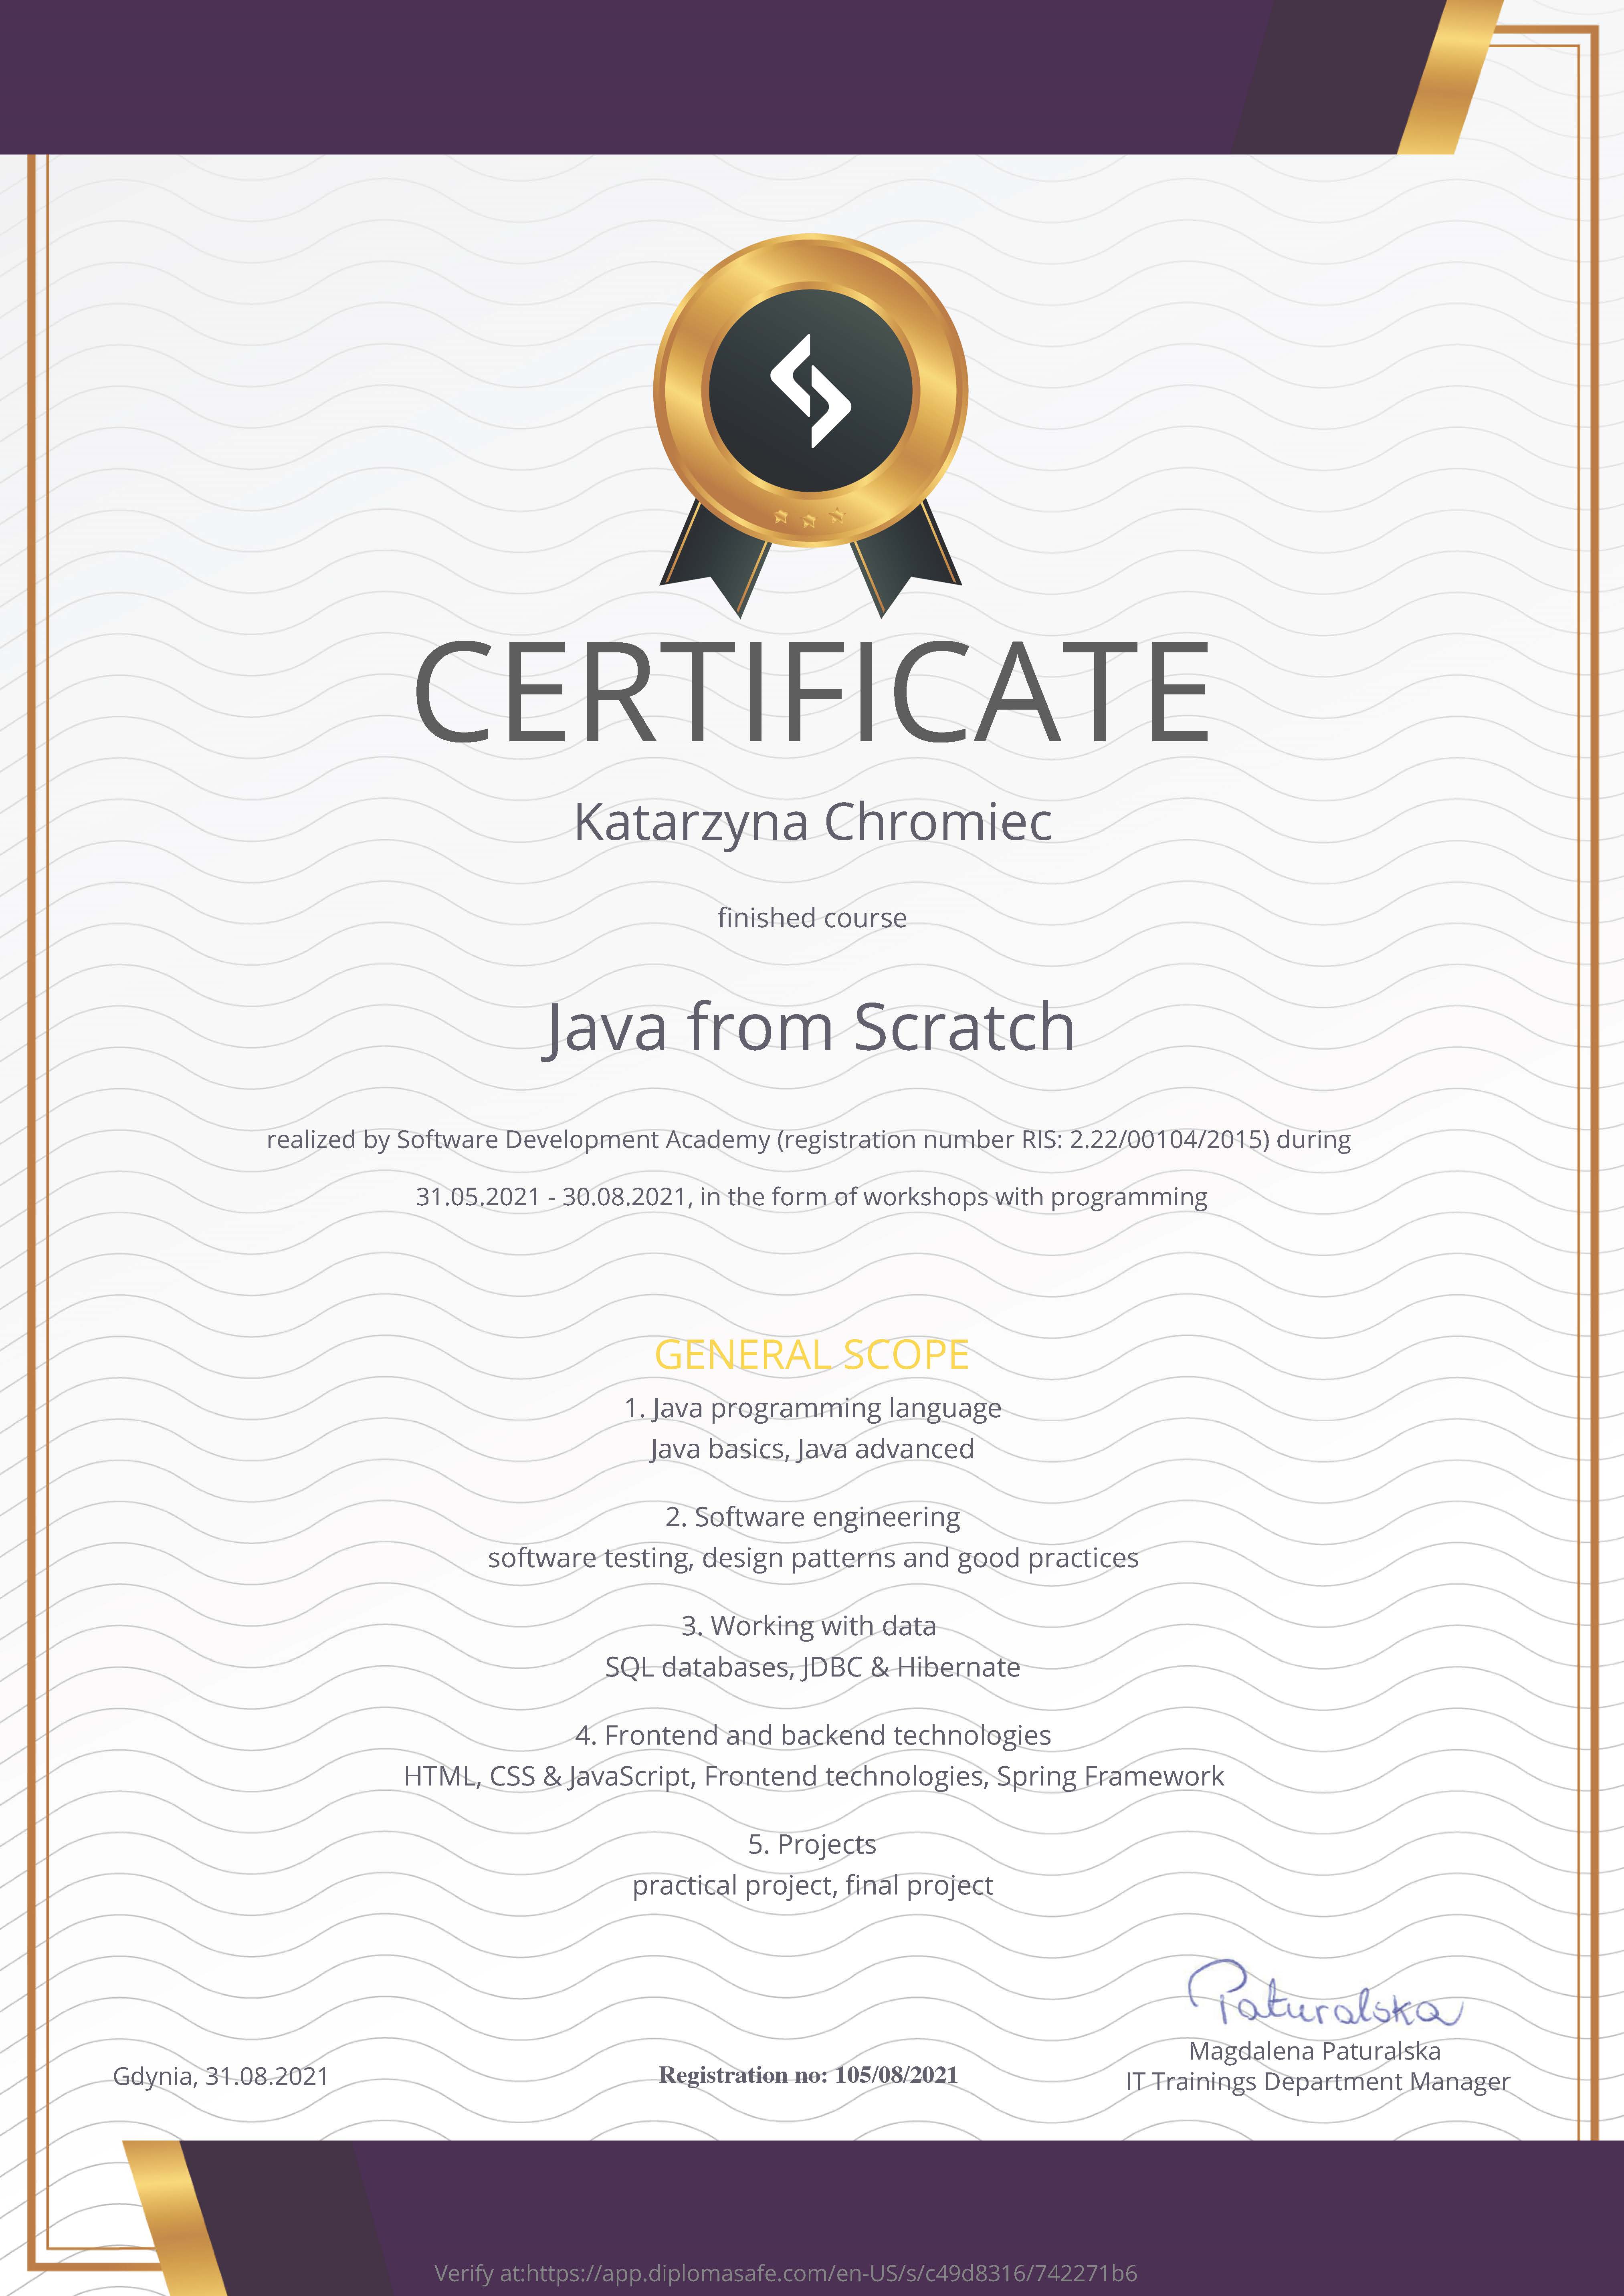 CERTIFICATE
Katarzyna Chromiec
finished course
Java from Scratch
realized by Software Development Academy (registration number RIS: 2.22/00104/2015) during
31.05.2021 - 30.08.2021, in the form of workshops with programming
GENERAL SCOPE
1. Java programming language
Java basics, Java advanced
2. Software engineering
software testing, design patterns and good practices
3. Working with data
SQL databases, JDBC & Hibernate
4. Frontend and backend technologies
HTML, CSS & JavaScript, Frontend technologies, Spring Framework
5. Projects
practical project, final project
Paturalska
Magdalena Paturalska
IT Trainings Department Manager
Gdynia, 31.08.2021
Registration no: 105/08/2021
Verify at:https://app.diplomasafe.com/en-US/s/c49d8316/742271b6